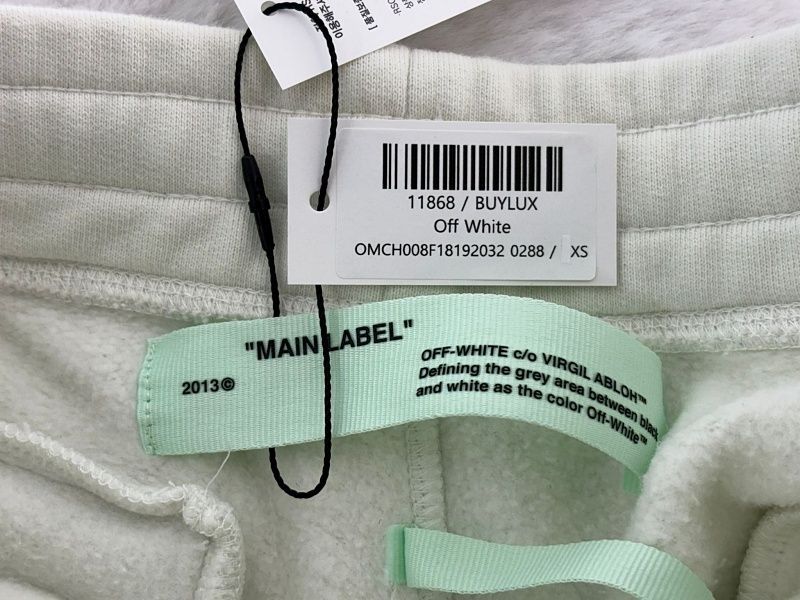 11868 / BUYLUX
Off White
OMCH008F18192032 0288 / XS
"MAIN LABEL"
2013©
OFF-WHITE c/o VIRGIL ABLOH™
Defining the grey area between black
and white as the color Off-White™